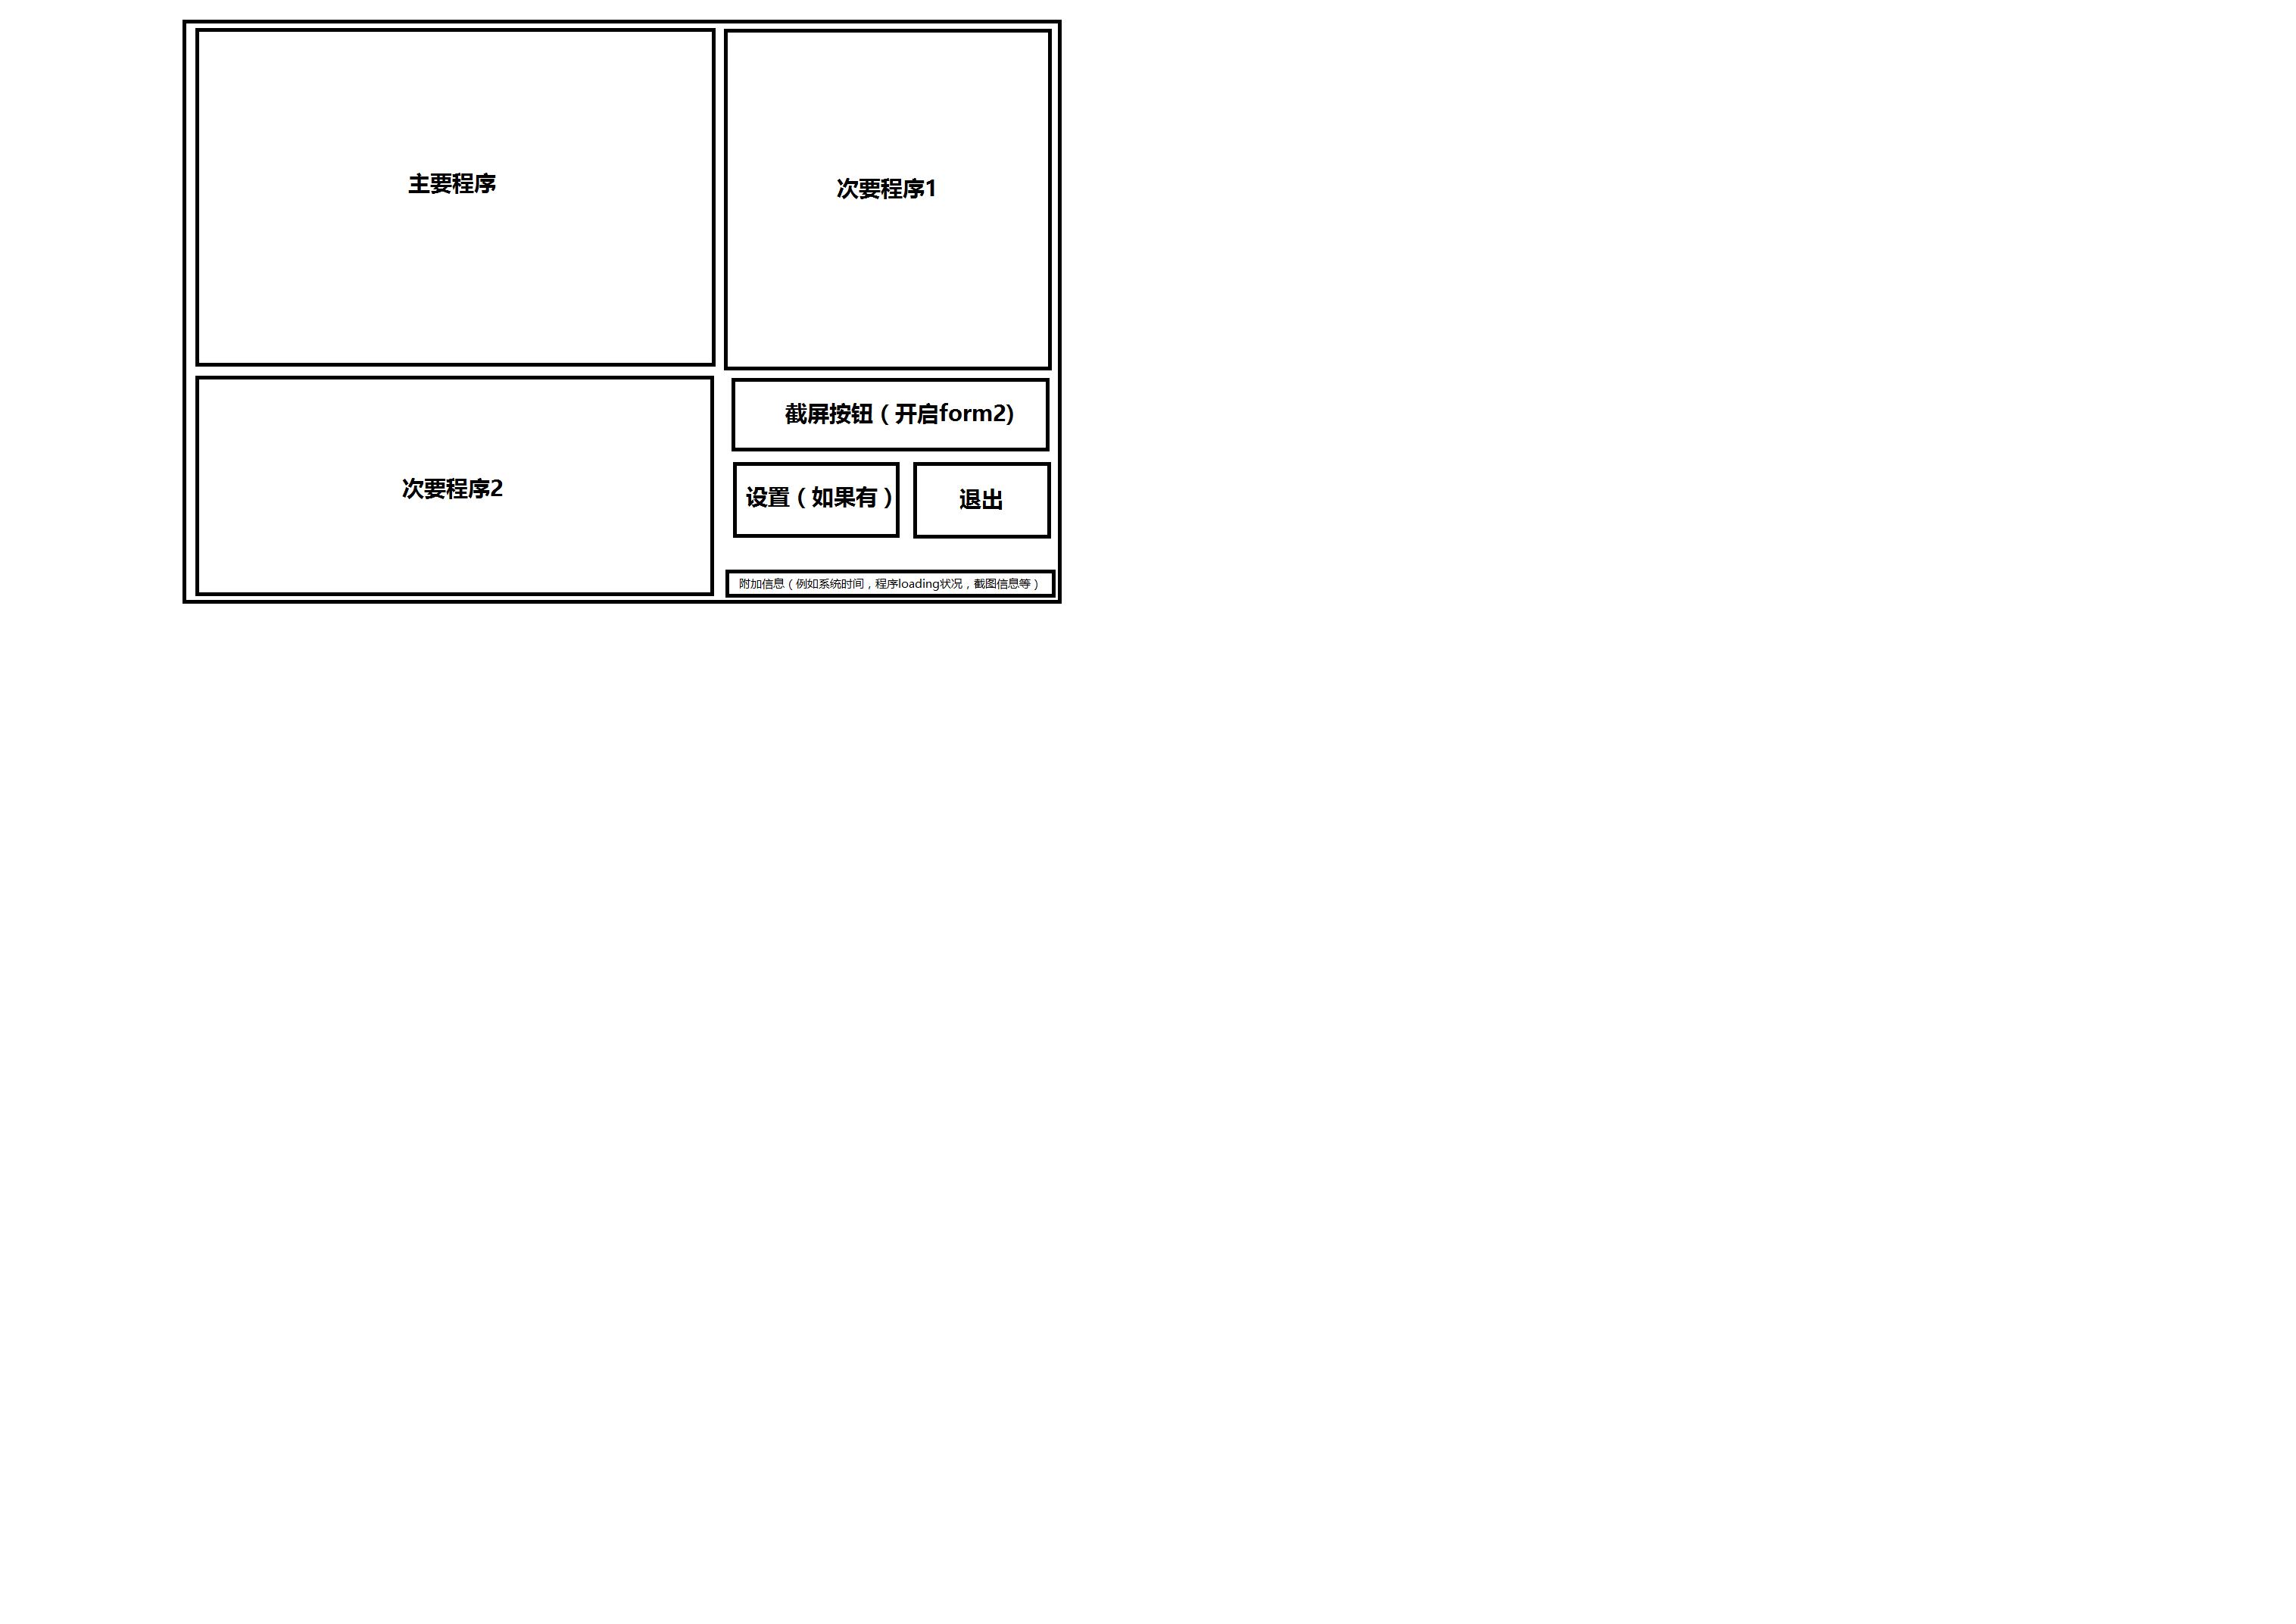 主要程序
次要程序1
截屏按钮（开启form2)
次要程序2
设置（如果有）
退出
附加信息（例如系统时间，程序loading状况，截图信息等）